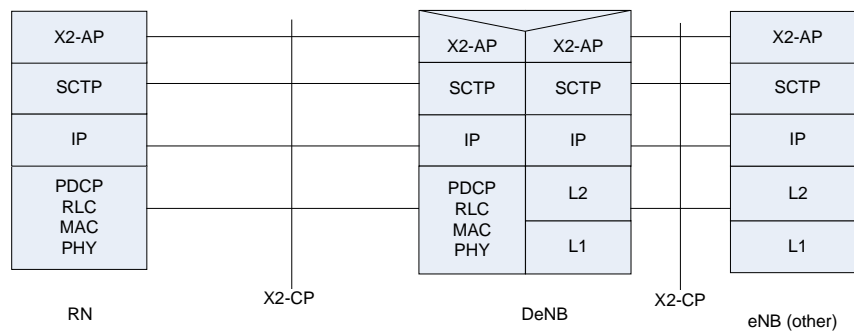 X2-AP
SCTP
IP
PDCP
RLC
MAC
PHY
RN
X2-CP
X2-AP X2-AP
SCTP SCTP
IP IP
PDCP
RLC
MAC
PHY
L2
L1
DeNB
X2-CP
X2-AP
SCTP
IP
L2
L1
eNB (other)